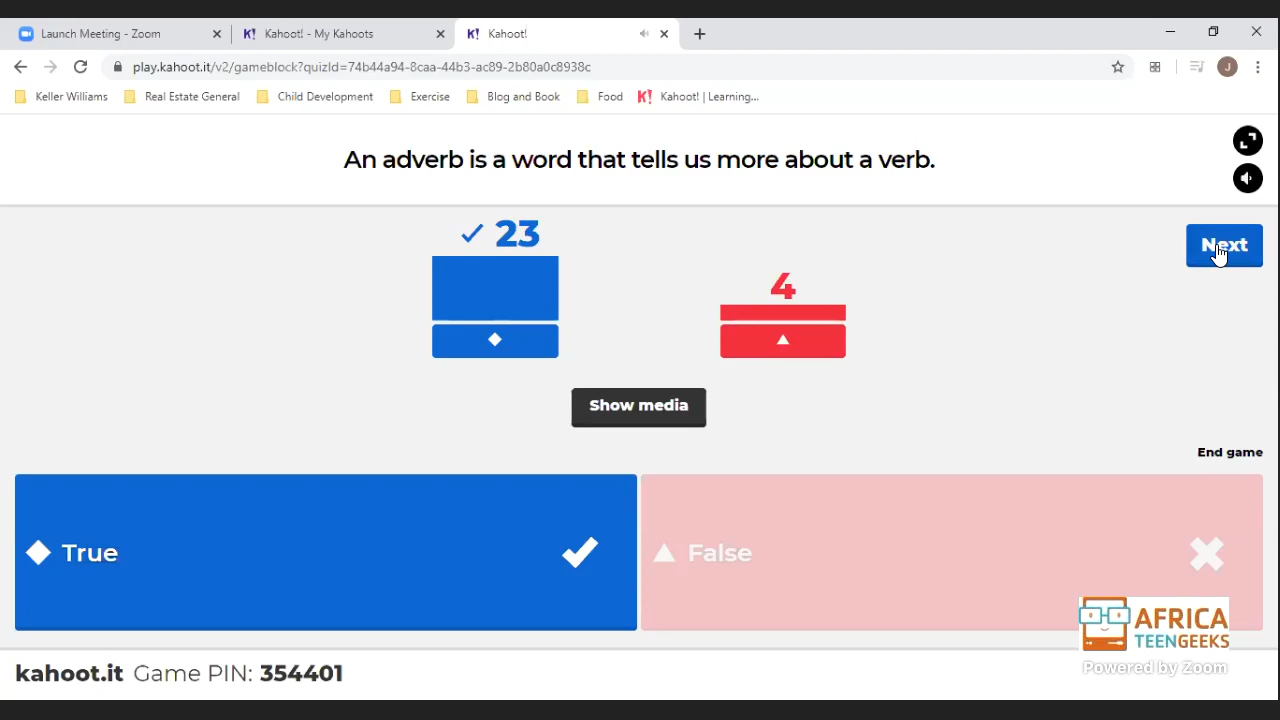 Launch Meeting - Zoom
K! Kahoot! - My Kahoots
K! Kahoot!
play.kahoot.it/v2/gameblock?quizId=74b44a94-8caa-44b3-ac89-2b80a0c8938c
J
Keller Williams
Real Estate General
Child Development
Exercise
Blog and Book
Food
K! Kahoot! | Learning...
An adverb is a word that tells us more about a verb.
23
Next
4
Show media
End game
True
False
AFRICA
TEENGEEKS
Powered by Zoom
kahoot.it Game PIN: 354401